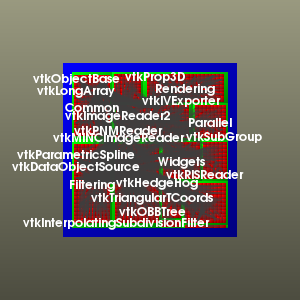 vtkObjectBase
vtkProp3D
vtkLongArray
Rendering
vtkIVExporter
Common
vtkImageReader2
Parallel
vtkPNMReader
vtkMINCImageReader
vtkSubGroup
vtkParametricSpline
Widgets
vtkDataObjectSource
vtkRISReader
Filtering
vtkHedgeHog
vtkTriangularTCoords
vtkOBBTree
vtkInterpolatingSubdivisionFilter